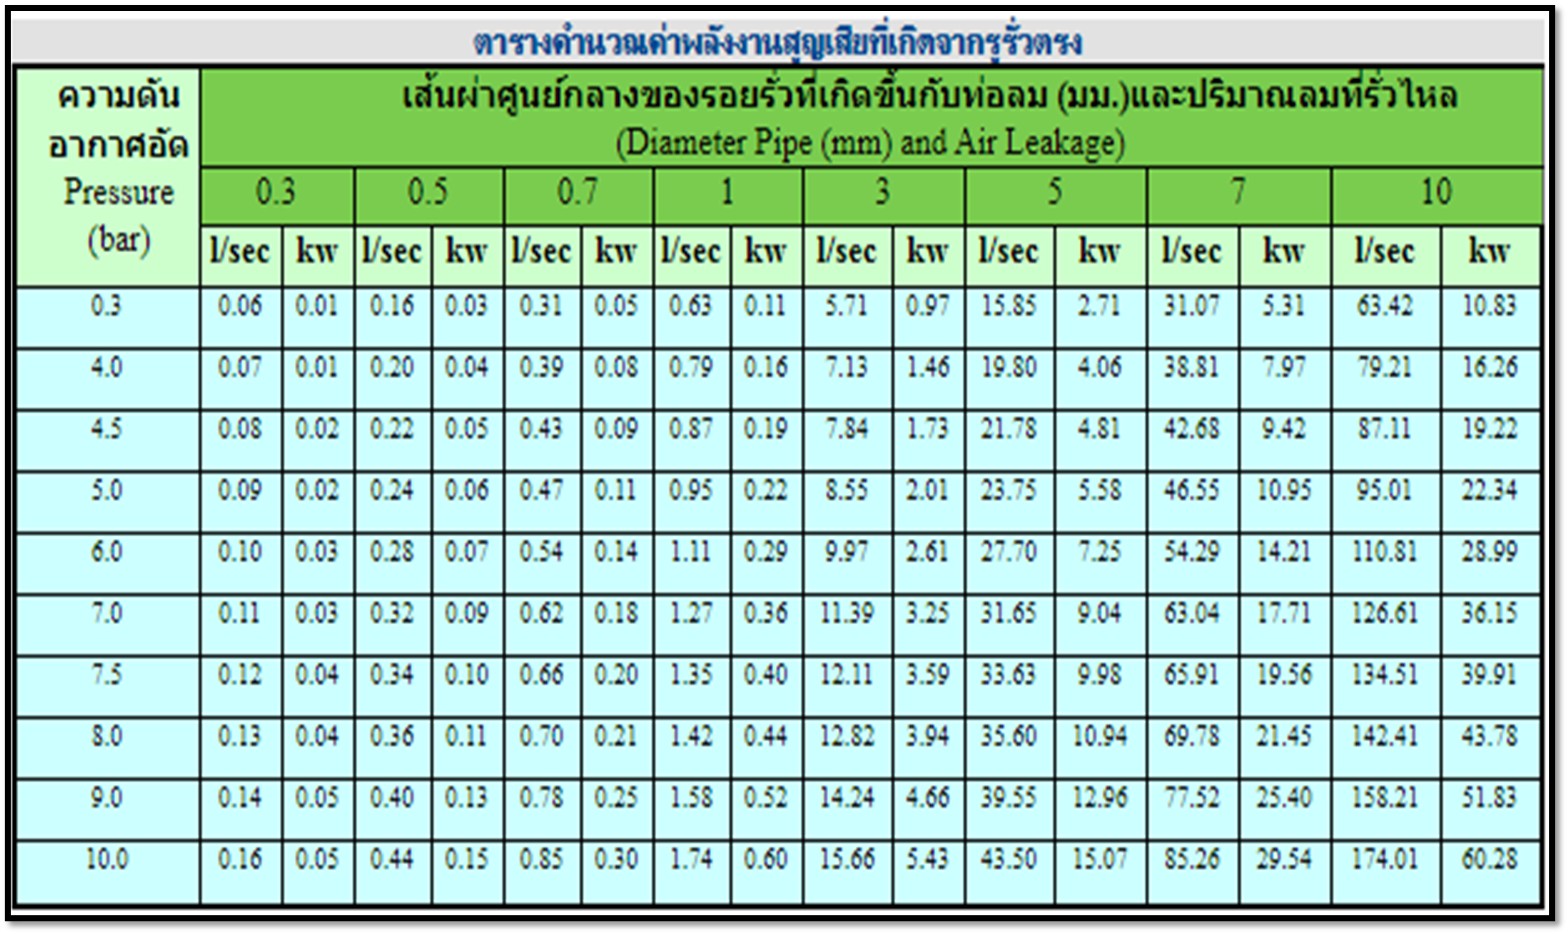 ตารางคำนวณค่าพลังงานสูญเสียที่เกิดจากรูรั่วตรง
ความดัน
อากาศอัด
Pressure
(bar)
เส้นผ่าศูนย์กลางของรอยรั่วที่เกิดขึ้นกับท่อลม (มม.)และปริมาณลมที่รั่วไหล
(Diameter Pipe (mm) and Air Leakage)
0.3 0.5 0.7 1 3 5 7 10
l/sec kw l/sec kw l/sec kw l/sec kw l/sec kw l/sec kw l/sec kw l/sec kw
0.3 0.06 0.01 0.16 0.03 0.31 0.05 0.63 0.11 5.71 0.97 15.85 2.71 31.07 5.31 63.42 10.83
4.0 0.07 0.01 0.20 0.04 0.39 0.08 0.79 0.16 7.13 1.46 19.80 4.06 38.81 7.97 79.21 16.26
4.5 0.08 0.02 0.22 0.05 0.43 0.09 0.87 0.19 7.84 1.73 21.78 4.81 42.68 9.42 87.11 19.22
5.0 0.09 0.02 0.24 0.06 0.47 0.11 0.95 0.22 8.55 2.01 23.75 5.58 46.55 10.95 95.01 22.34
6.0 0.10 0.03 0.28 0.07 0.54 0.14 1.11 0.29 9.97 2.61 27.70 7.25 54.29 14.21 110.81 28.99
7.0 0.11 0.03 0.32 0.09 0.62 0.18 1.27 0.36 11.39 3.25 31.65 9.04 63.04 17.71 126.61 36.15
7.5 0.12 0.04 0.34 0.10 0.66 0.20 1.35 0.40 12.11 3.59 33.63 9.98 65.91 19.56 134.51 39.91
8.0 0.13 0.04 0.36 0.11 0.70 0.21 1.42 0.44 12.82 3.94 35.60 10.94 69.78 21.45 142.41 43.78
9.0 0.14 0.05 0.40 0.13 0.78 0.25 1.58 0.52 14.24 4.66 39.55 12.96 77.52 25.40 158.21 51.83
10.0 0.16 0.05 0.44 0.15 0.85 0.30 1.74 0.60 15.66 5.43 43.50 15.07 85.26 29.54 174.01 60.28